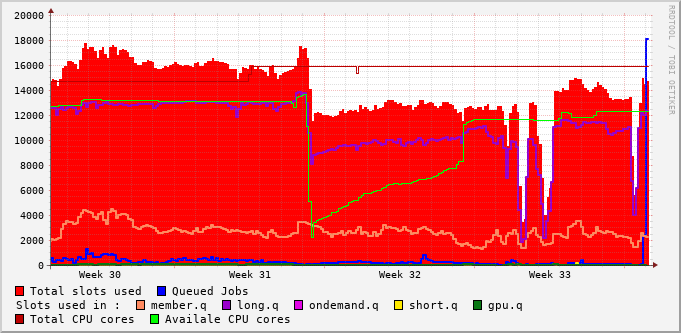 20000
18000
16000
14000
12000
10000
8000
6000
4000
2000
0
Week 30 Week 31 Week 32 Week 33
RRDTOOL / TOBI OETIKER
Total slots used Queued Jobs
Slots used in : member.q long.q ondemand.q short.q gpu.q
Total CPU cores Availale CPU cores